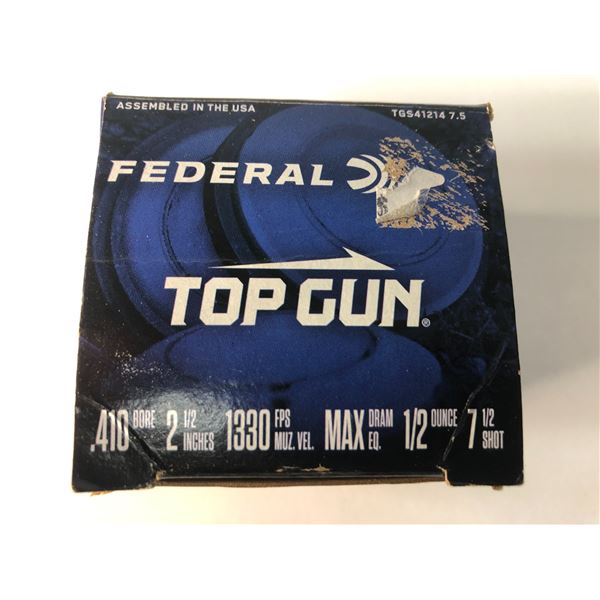 ASSEMBLED IN THE USA TGS41214 7.5
FEDERAL
TOP GUN®
.410 BORE 2 1/2 INCHES 1330 FPS MUZ. VEL. MAX DRAM EQ. 1/2 OUNCE 7 1/2 SHOT